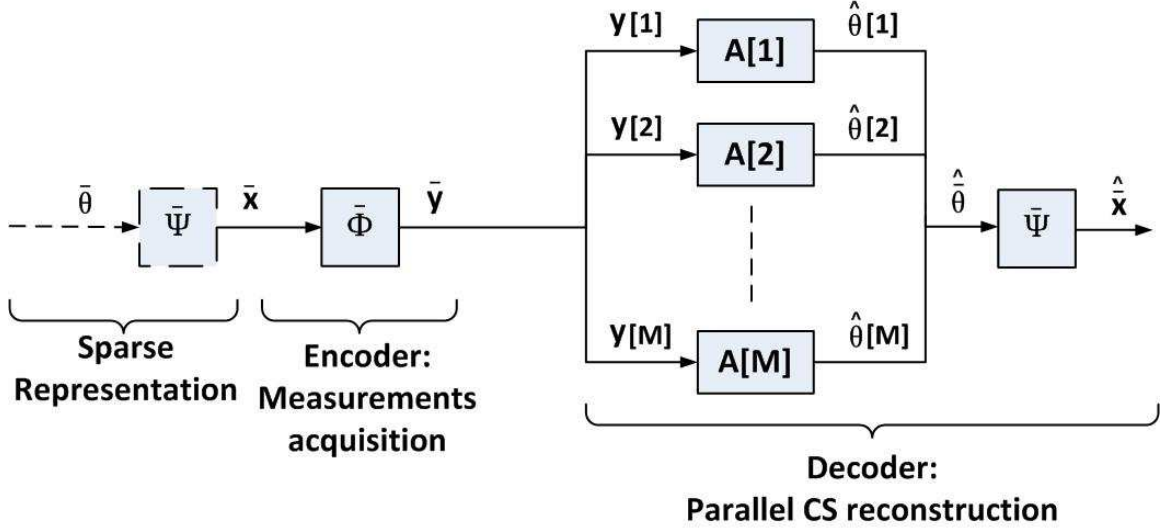 y[1]
A[1]
θ̂[1]
y[2]
A[2]
θ̂[2]
θ̄
Ψ̄
x̄
Φ̄
ȳ
θ̄̂
Ψ̄
x̄̂
y[M]
A[M]
θ̂[M]
Sparse
Representation
Encoder:
Measurements
acquisition
Decoder:
Parallel CS reconstruction